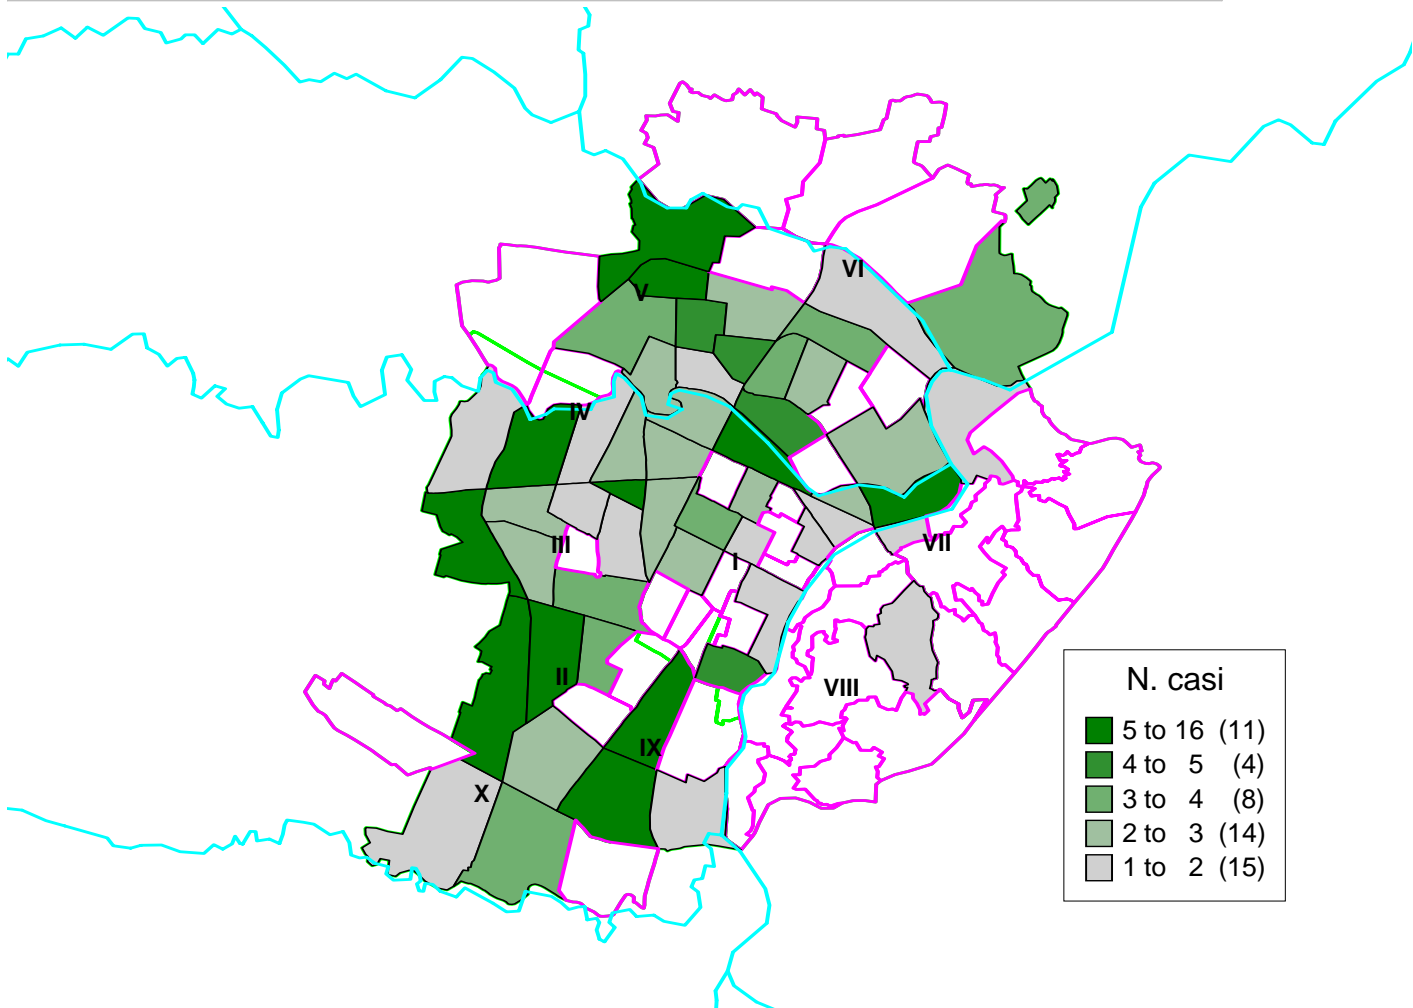 VI
V
IV
III
VII
I
II
VIII
IX
X
N. casi
5 to 16 (11)
4 to 5 (4)
3 to 4 (8)
2 to 3 (14)
1 to 2 (15)